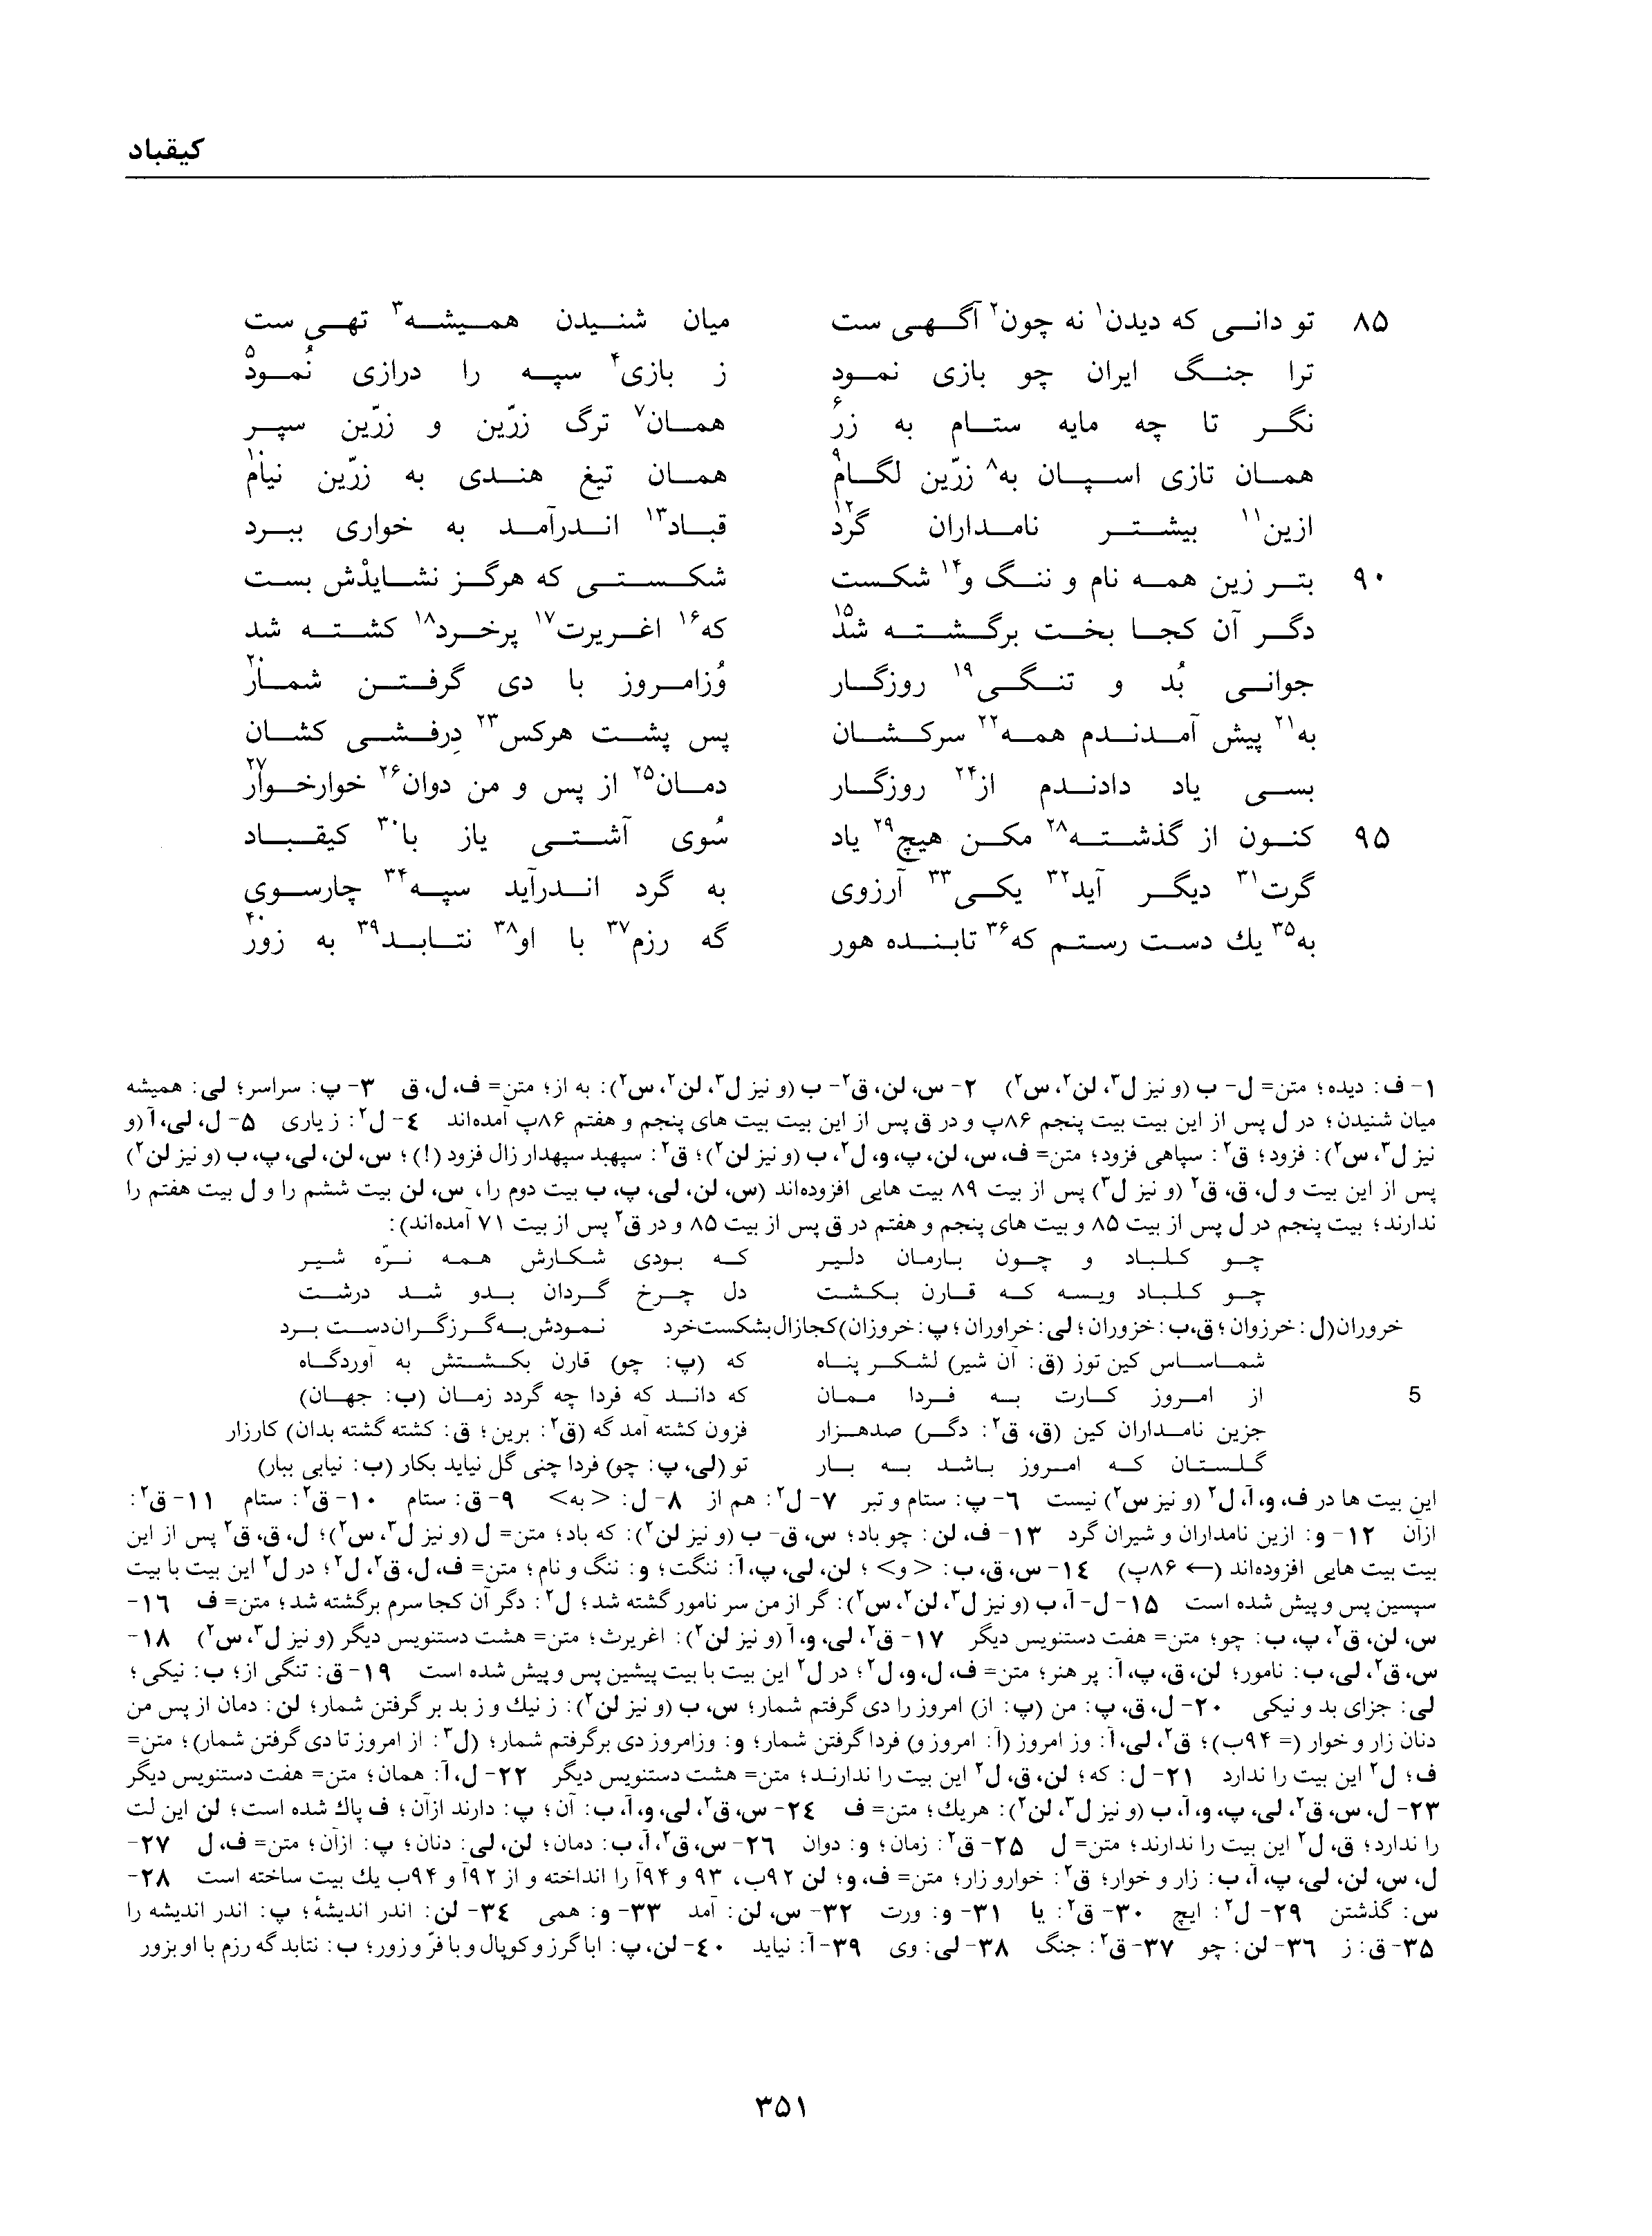 کیقباد
۸۵ تو دانی که دیدن۱ نه چون۲ آگهی ست میان شنیدن همیشه۳ تهی ست
ترا جنگ ایران چو بازی نمود ز بازی۴ سپه را درازی نُمود۵
نگر تا چه مایه ستام به زر۶ همان۷ ترگ زرّین و زرّین سپر
همان تازی اسپان به۸ زرّین لگام۹ همان تیغ هندی به زرّین نیام۱۰
ازین۱۱ بیشتر نامداران گرد۱۲ قباد۱۳ اندرآمد به خواری ببرد
۹۰ بتر زین همه نام و ننگ و۱۴ شکست شکستی که هرگز نشایذش بست
دگر آن کجا بخت برگشته شد۱۵ که۱۶ اغریرت۱۷ پرخرد۱۸ کشته شد
جوانی بُد و تنگی۱۹ روزگار وُزامروز با دی گرفتن شمار۲۰
به۲۱ پیش آمدندم همه۲۲ سرکشان پس پشت هرکس۲۳ دِرفشی کشان
بسی یاد دادندم از۲۴ روزگار دمان۲۵ از پس و من دوان۲۶ خوارخوار۲۷
۹۵ کنون از گذشته۲۸ مکن هیچ۲۹ یاد سُوی آشتی یاز با۳۰ کیقباد
گرت۳۱ دیگر آید۳۲ یکی۳۳ آرزوی به گرد اندرآید سپه۳۴ چارسوی
به۳۵ یك دست رستم که۳۶ تابنده هور گه رزم۳۷ با او۳۸ نتابد۳۹ به زور۴۰
۱- ف: دیده؛ متن= ل- ب (و نیز ل۳، لن۲، س۲) ۲- س، لن، ق۲- ب (و نیز ل۳، لن۲، س۲): به از؛ متن= ف، ل، ق ۳- پ: سراسر؛ لی: همیشه
میان شنیدن؛ در ل پس از این بیت بیت پنجم ۸۶پ و در ق پس از این بیت بیت های پنجم و هفتم ۸۶پ آمده‌اند ۴- ل۲: ز یاری ۵- ل، لی، آ (و
نیز ل۳، س۲): فزود؛ ق۲: سپاهی فزود؛ متن= ف، س، لن، پ، و، ل۲، ب (و نیز لن۲)؛ ق۲: سپهبد سپهدار زال فزود (!)؛ س، لن، لی، پ، ب (و نیز لن۲)
پس از این بیت و ل، ق، ق۲ (و نیز ل۳) پس از بیت ۸۹ بیت هایی افزوده‌اند (س، لن، لی، پ، ب بیت دوم را، س، لن بیت ششم را و ل بیت هفتم را
ندارند؛ بیت پنجم در ل پس از بیت ۸۵ و بیت های پنجم و هفتم در ق پس از بیت ۸۵ و در ق۲ پس از بیت ۷۱ آمده‌اند):
چو کلباد و چون بارمان دلیر که بودی شکارش همه نرّه شیر
چو کلباد ویسه که قارن بکشت دل چرخ گردان بدو شد درشت
خروران (ل: خرزوان؛ ق، ب: خزوران؛ لی: خراوران؛ پ: خروزان) کجا زال بشکست خرد نمودش به گرز گران دست برد
شماساس کین توز (ق: آن شیر) لشکر پناه که (پ: چو) قارن بکشتش به آوردگاه
5 از امروز کارت به فردا ممان که داند که فردا چه گردد زمان (ب: جهان)
جزین نامداران کین (ق، ق۲: دگر) صدهزار فزون کشته آمد گه (ق۲: برین؛ ق: کشته گشته بدان) کارزار
گلستان که امروز باشد به بار تو (لی، پ: چو) فردا چنی گل نیاید بکار (ب: نیابی ببار)
این بیت ها در ف، و، آ، ل۲ (و نیز س۲) نیست ۶- پ: ستام و تبر ۷- ل۲: هم از ۸- ل: <به> ۹- ق: ستام ۱۰- ق۲: ستام ۱۱- ق۲:
ازآن ۱۲- و: ازین نامداران و شیران گرد ۱۳- ف، لن: چو باد؛ س، ق- ب (و نیز لن۲): که باد؛ متن= ل (و نیز ل۳، س۲)؛ ل، ق، ق۲ پس از این
بیت بیت هایی افزوده‌اند (← ۸۶پ) ۱۴- س، ق، ب: <و>؛ لن، لی، پ، آ: ننگت؛ و: ننگ و نام؛ متن= ف، ل، ق۲، ل۲؛ در ل۲ این بیت با بیت
سپسین پس و پیش شده است ۱۵- ل- آ، ب (و نیز ل۳، لن۲، س۲): گر از من سر نامور گشته شد؛ ل۲: دگر آن کجا سرم برگشته شد؛ متن= ف ۱۶-
س، لن، ق۲، پ، ب: چو؛ متن= هفت دستنویس دیگر ۱۷- ق۲، لی، و، آ (و نیز لن۲): اغریرث؛ متن= هشت دستنویس دیگر (و نیز ل۳، س۲) ۱۸-
س، ق۲، لی، ب: نامور؛ لن، ق، پ، آ: پر هنر؛ متن= ف، ل، و، ل۲؛ در ل۲ این بیت با بیت پیشین پس و پیش شده است ۱۹- ق: تنگی از؛ ب: نیکی؛
لی: جزای بد و نیکی ۲۰- ل، ق، پ: من (پ: از) امروز را دی گرفتم شمار؛ س، ب (و نیز لن۲): ز نیك و ز بد بر گرفتن شمار؛ لن: دمان از پس من
دنان زار و خوار (= ۹۴ب)؛ ق۲، لی، آ: وز امروز (آ: امروز و) فردا گرفتن شمار؛ و: وزامروز دی برگرفتم شمار؛ (ل۳: از امروز تا دی گرفتن شمار)؛ متن=
ف؛ ل۲ این بیت را ندارد ۲۱- ل: که؛ لن، ق، ل۲ این بیت را ندارند؛ متن= هشت دستنویس دیگر ۲۲- ل، آ: همان؛ متن= هفت دستنویس دیگر
۲۳- ل، س، ق۲، لی، پ، و، آ، ب (و نیز ل۳، لن۲): هریك؛ متن= ف ۲۴- س، ق۲، لی، و، آ، ب: آن؛ پ: دارند ازآن؛ ف پاك شده است؛ لن این لت
را ندارد؛ ق، ل۲ این بیت را ندارند؛ متن= ل ۲۵- ق۲: زمان؛ و: دوان ۲۶- س، ق۲، آ، ب: دمان؛ لن، لی: دنان؛ پ: ازآن؛ متن= ف، ل ۲۷-
ل، س، لن، لی، پ، آ، ب: زار و خوار؛ ق۲: خوارو زار؛ متن= ف، و؛ لن ۹۲ب، ۹۳ و ۹۴آ را انداخته و از ۹۲آ و ۹۴ب یك بیت ساخته است ۲۸-
س: گذشتن ۲۹- ل۲: ایچ ۳۰- ق۲: یا ۳۱- و: ورت ۳۲- س، لن: آمد ۳۳- و: همی ۳۴- لن: اندر اندیشهٔ؛ پ: اندر اندیشه را
۳۵- ق: ز ۳۶- لن: چو ۳۷- ق۲: جنگ ۳۸- لی: وی ۳۹- آ: نیاید ۴۰- لن، پ: ابا گرز و کوپال و با فرّ و زور؛ ب: نتابد گه رزم با او بزور
۳۵۱